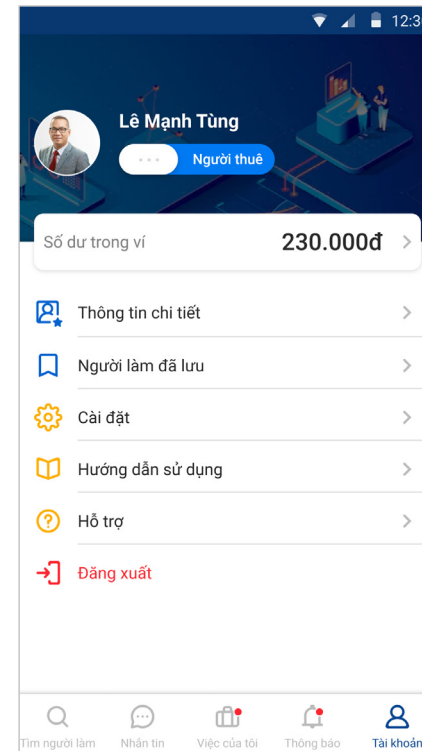 12:30
Lê Mạnh Tùng
Người thuê
Số dư trong ví
230.000đ
Thông tin chi tiết
Người làm đã lưu
Cài đặt
Hướng dẫn sử dụng
Hỗ trợ
Đăng xuất
Tìm người làm
Nhắn tin
Việc của tôi
Thông báo
Tài khoản